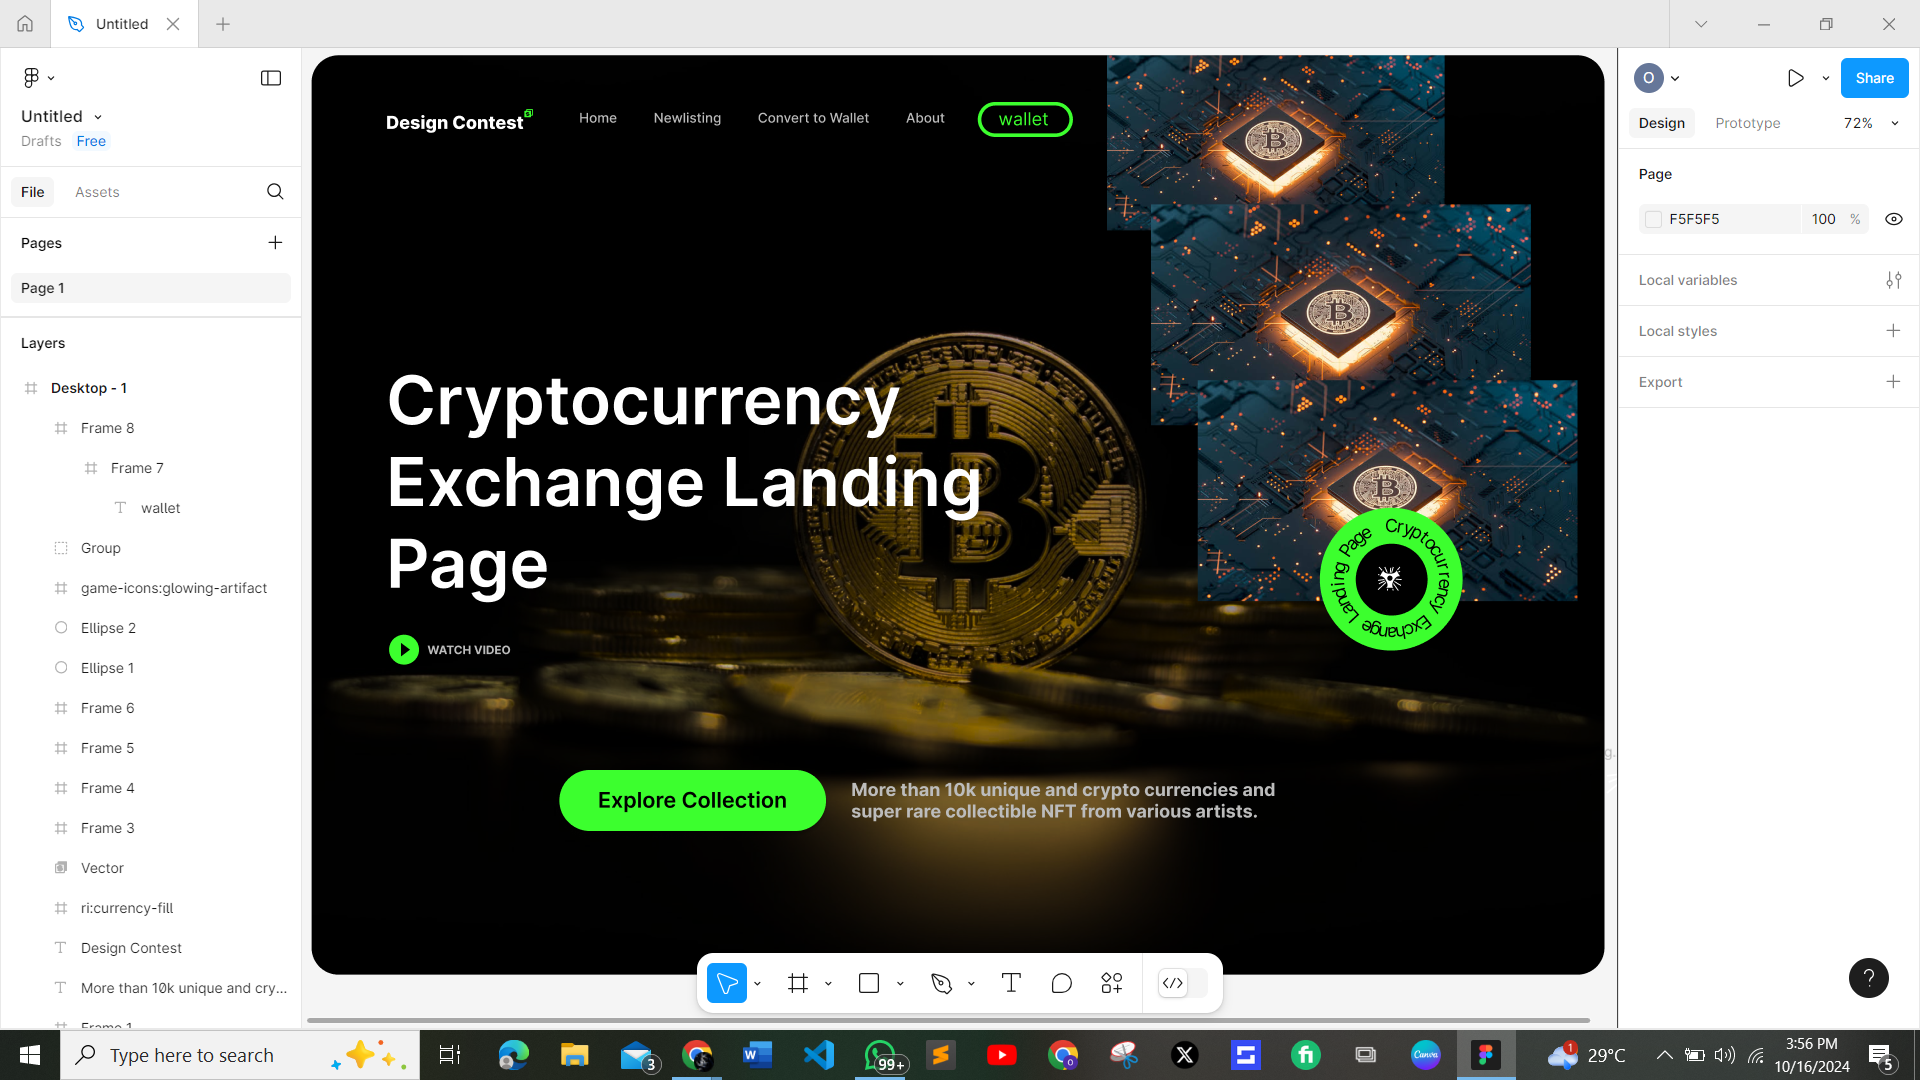 Untitled
Untitled
Drafts Free
File Assets
Pages
Page 1
Layers
Desktop - 1
Frame 8
Frame 7
wallet
Group
game-icons:glowing-artifact
Ellipse 2
Ellipse 1
Frame 6
Frame 5
Frame 4
Frame 3
Vector
ri:currency-fill
Design Contest
More than 10k unique and cry...
Frame 1
Design Contest
Home Newlisting Convert to Wallet About wallet
Cryptocurrency
Exchange Landing
Page
WATCH VIDEO
Cryptocurrency Exchange Landing Page
Explore Collection
More than 10k unique and crypto currencies and
super rare collectible NFT from various artists.
g.
O
Share
Design Prototype 72%
Page
F5F5F5 100 %
Local variables
Local styles
Export
?
Type here to search
3
99+
Canva
1
29°C
3:56 PM
10/16/2024
5